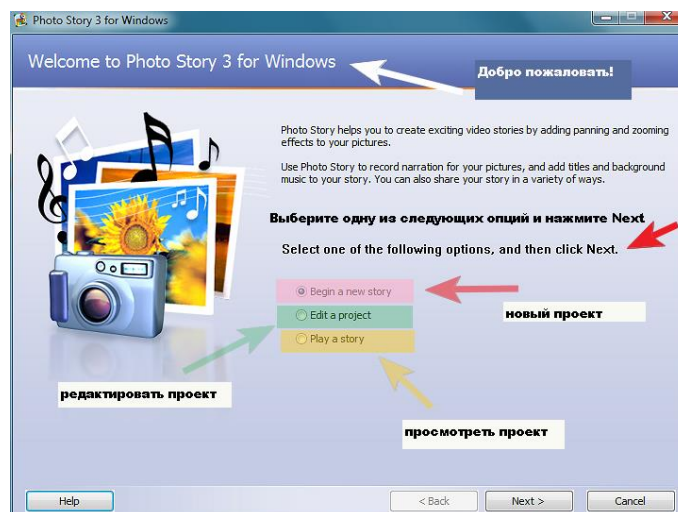 Photo Story 3 for Windows
Welcome to Photo Story 3 for Windows
Добро пожаловать!
Photo Story helps you to create exciting video stories by adding panning and zooming
effects to your pictures.
Use Photo Story to record narration for your pictures, and add titles and background
music to your story. You can also share your story in a variety of ways.
Выберите одну из следующих опций и нажмите Next
Select one of the following options, and then click Next.
Begin a new story
Edit a project
новый проект
Play a story
редактировать проект
просмотреть проект
Help
< Back
Next >
Cancel